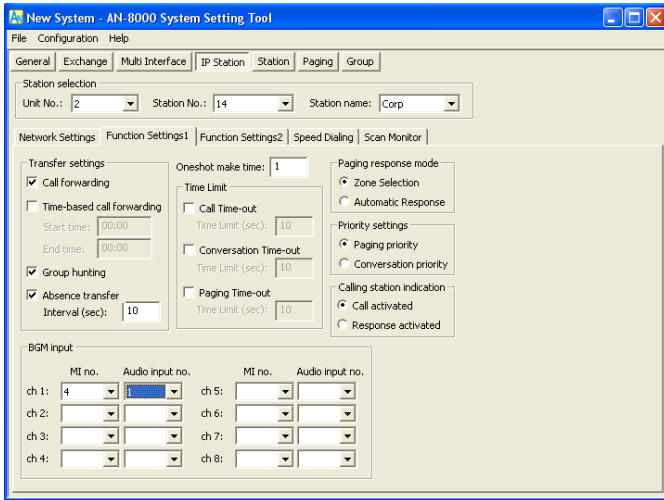 New System - AN-8000 System Setting Tool
File Configuration Help
General Exchange Multi Interface IP Station Station Paging Group
Station selection
Unit No.: 2 Station No.: 14 Station name: Corp
Network Settings Function Settings1 Function Settings2 Speed Dialing Scan Monitor
Transfer settings
Call forwarding
Time-based call forwarding
Start time: 00:00
End time: 00:00
Group hunting
Absence transfer
Interval (sec): 10
Oneshot make time: 1
Time Limit
Call Time-out
Time Limit (sec): 10
Conversation Time-out
Time Limit (sec): 10
Paging Time-out
Time Limit (sec): 10
Paging response mode
Zone Selection
Automatic Response
Priority settings
Paging priority
Conversation priority
Calling station indication
Call activated
Response activated
BGM input
MI no. Audio input no. MI no. Audio input no.
ch 1: 4 1 ch 5:
ch 2: ch 6:
ch 3: ch 7:
ch 4: ch 8: